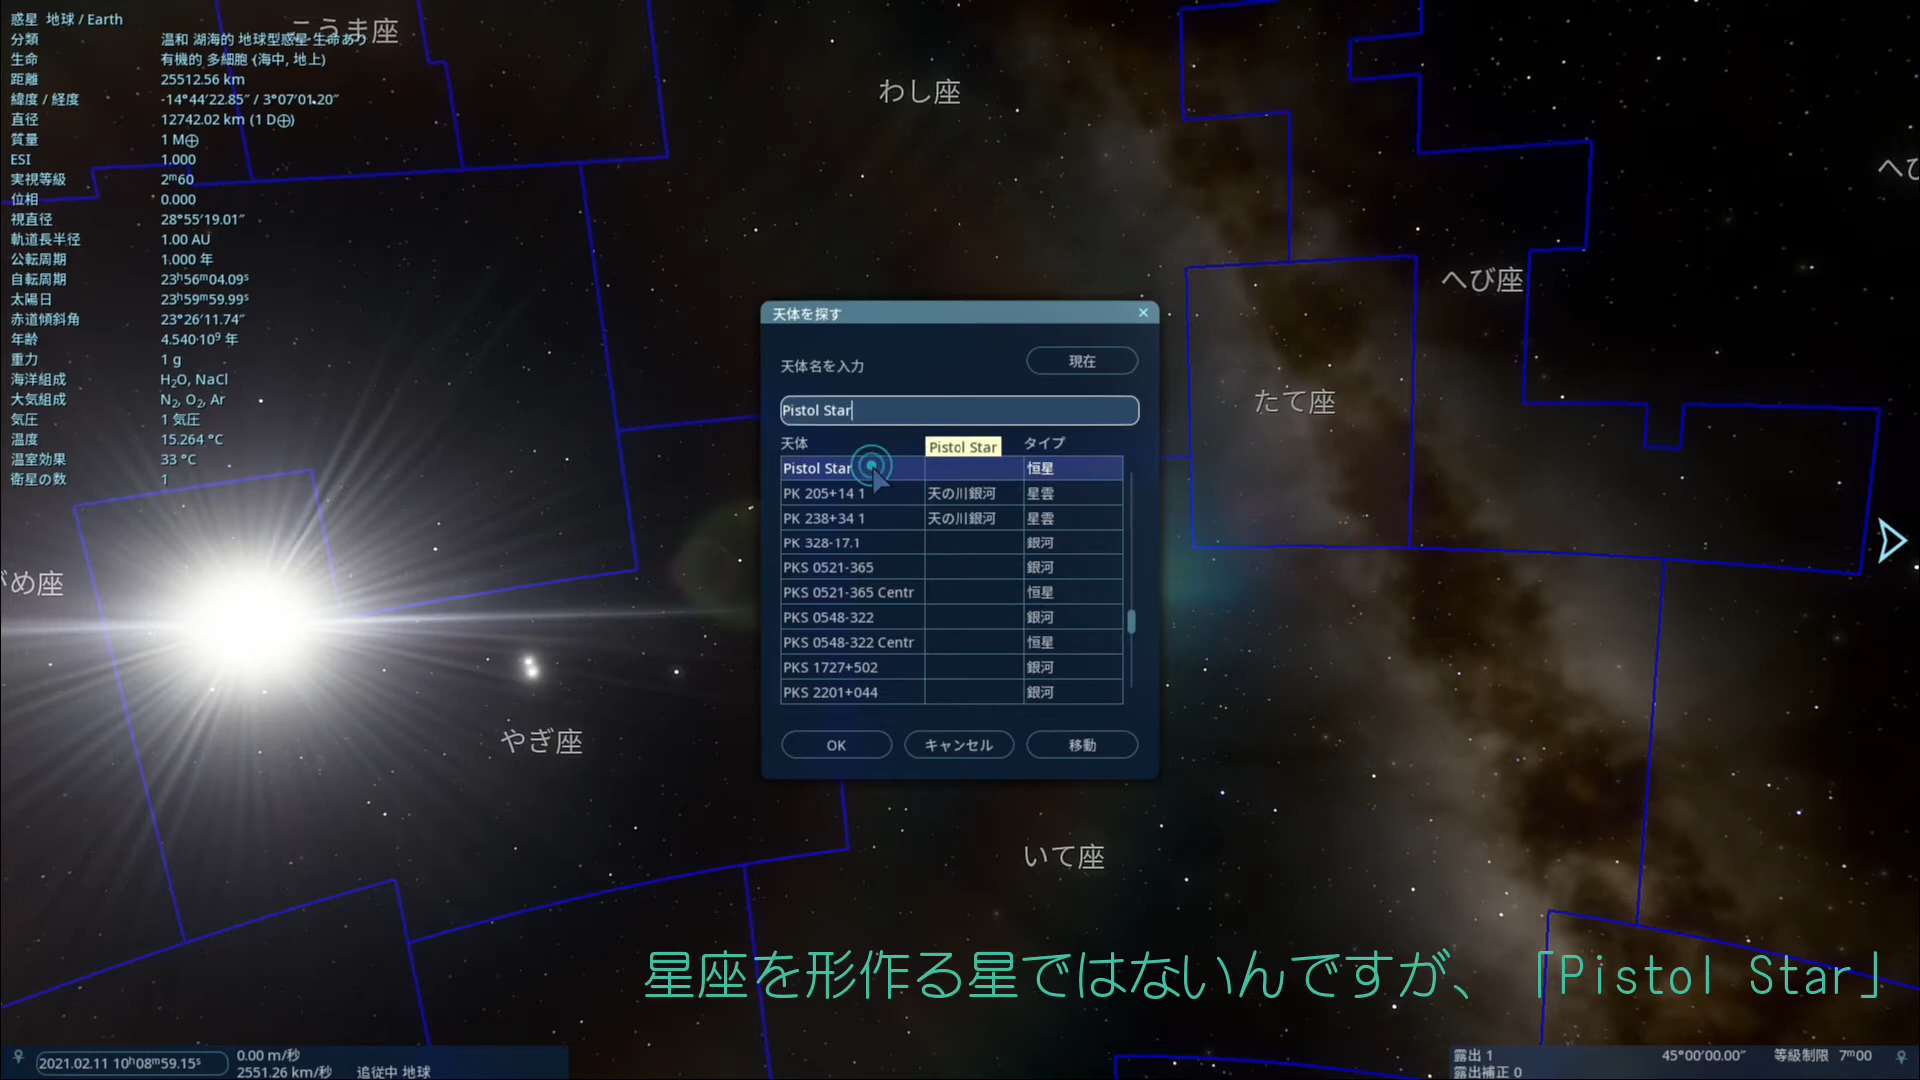 惑星 地球 / Earth
分類 温和 湖海的 地球型惑星 生命あり
生命 有機的 多細胞 (海中, 地上)
距離 25512.56 km
緯度 / 経度 -14°44′22.85″ / 3°07′01.20″
直径 12742.02 km (1 D⊕)
質量 1 M⊕
ESI 1.000
実視等級 2ᵐ60
位相 0.000
視直径 28°55′19.01″
軌道長半径 1.00 AU
公転周期 1.000 年
自転周期 23ʰ56ᵐ04.09ˢ
太陽日 23ʰ59ᵐ59.99ˢ
赤道傾斜角 23°26′11.74″
年齢 4.540·10⁹ 年
重力 1 g
海洋組成 H₂O, NaCl
大気組成 N₂, O₂, Ar
気圧 1 気圧
温度 15.264 °C
温室効果 33 °C
衛星の数 1
こうま座
わし座
へび
へび座
たて座
がめ座
やぎ座
いて座
天体を探す ×
天体名を入力 現在
Pistol Star
天体 Pistol Star タイプ
Pistol Star 恒星
PK 205+14 1 天の川銀河 星雲
PK 238+34 1 天の川銀河 星雲
PK 328-17.1 銀河
PKS 0521-365 銀河
PKS 0521-365 Centr 恒星
PKS 0548-322 銀河
PKS 0548-322 Centr 恒星
PKS 1727+502 銀河
PKS 2201+044 銀河
OK キャンセル 移動
星座を形作る星ではないんですが、「Pistol Star」
2021.02.11 10ʰ08ᵐ59.15ˢ
0.00 m/秒
2551.26 km/秒 追従中 地球
露出 1 45°00′00.00″ 等級制限 7ᵐ00
露出補正 0